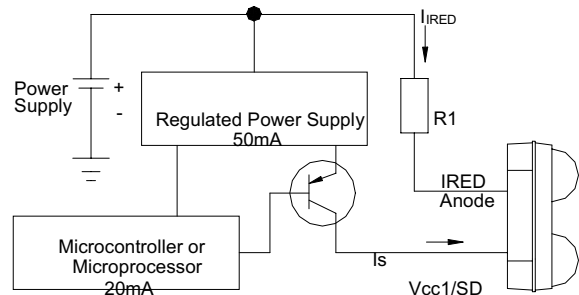 I IRED
Power
Supply
+
-
Regulated Power Supply
50mA
R1
IRED
Anode
Microcontroller or
Microprocessor
20mA
Is
Vcc1/SD